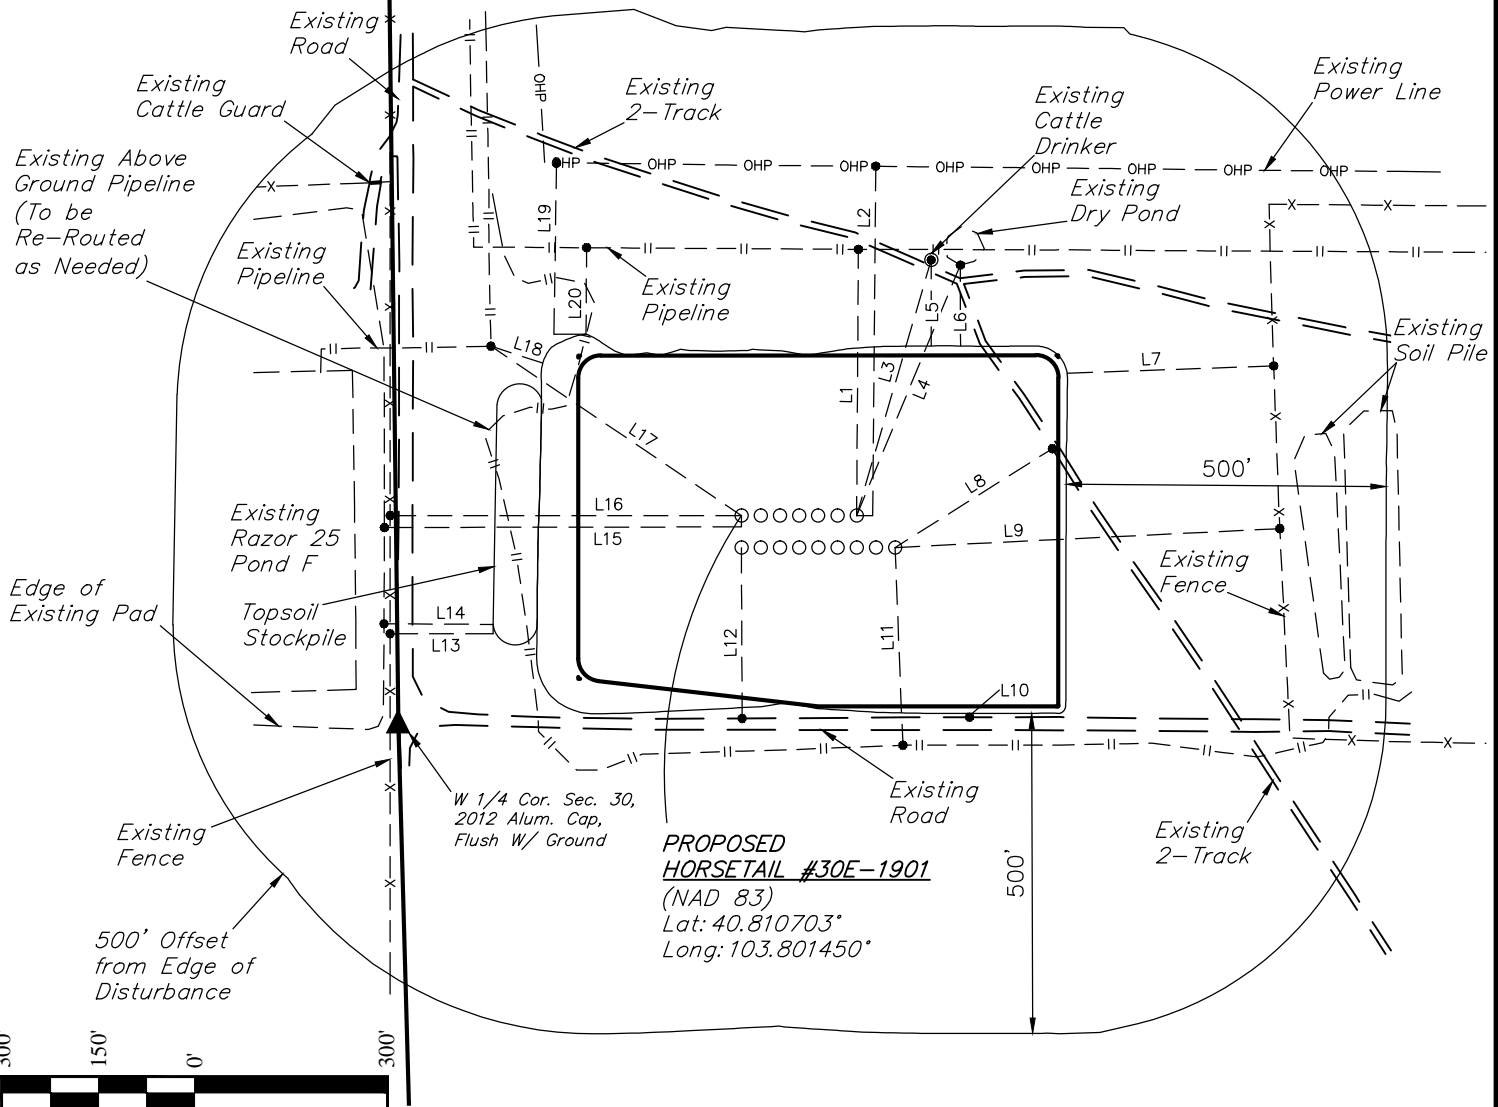 Existing
Road
Existing
Cattle Guard
Existing Above
Ground Pipeline
(To be
Re-Routed
as Needed)
Existing
Pipeline
Existing
2-Track
Existing
Cattle
Drinker
Existing
Power Line
Existing
Dry Pond
OHP
OHP
OHP
OHP
OHP
OHP
OHP
OHP
OHP
L19
L2
L20
Existing
Pipeline
L5
L6
L18
L1
L3
L4
L7
Existing
Soil Pile
L17
500'
L8
L16
L15
L9
Existing
Razor 25
Pond F
Existing
Fence
Edge of
Existing Pad
Topsoil
Stockpile
L14
L13
L12
L11
L10
W 1/4 Cor. Sec. 30,
2012 Alum. Cap,
Flush W/ Ground
Existing
Road
Existing
Fence
Existing
2-Track
PROPOSED
HORSETAIL #30E-1901
(NAD 83)
Lat: 40.810703°
Long: 103.801450°
500'
500' Offset
from Edge of
Disturbance
300'
150'
0'
300'